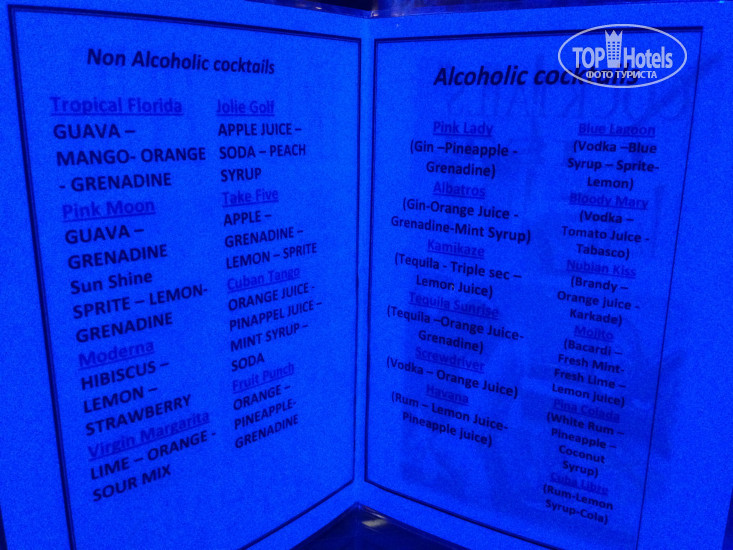 Non Alcoholic cocktails
Tropical Florida
GUAVA –
MANGO- ORANGE
- GRENADINE
Pink Moon
GUAVA –
GRENADINE
Sun Shine
SPRITE – LEMON-
GRENADINE
Moderna
HIBISCUS –
LEMON –
STRAWBERRY
Virgin Margarita
LIME – ORANGE -
SOUR MIX
Jolie Golf
APPLE JUICE –
SODA – PEACH
SYRUP
Take Five
APPLE –
GRENADINE –
LEMON – SPRITE
Cuban Tango
ORANGE JUICE -
PINAPPEL JUICE –
MINT SYRUP –
SODA
Fruit Punch
ORANGE –
PINEAPPLE-
GRENADINE
Alcoholic cocktails
Pink Lady
(Gin –Pineapple -
Grenadine)
Albatros
(Gin-Orange Juice -
Grenadine-Mint Syrup)
Kamikaze
(Tequila - Triple sec –
Lemon Juice)
Tequila Sunrise
(Tequila –Orange Juice-
Grenadine)
Screwdriver
(Vodka – Orange Juice)
Havana
(Rum – Lemon Juice-
Pineapple Juice)
Blue Lagoon
(Vodka –Blue
Syrup – Sprite-
Lemon)
Bloody Mary
(Vodka –
Tomato Juice -
Tabasco)
Nubian Kiss
(Brandy –
Orange juice -
Karkade)
Mojito
(Bacardi –
Fresh Mint-
Fresh Lime –
Lemon juice)
Pina Colada
(White Rum –
Pineapple –
Coconut
Syrup)
Cuba Libre
(Rum-Lemon
Syrup-Cola)
TOP Hotels
ФОТО ТУРИСТА